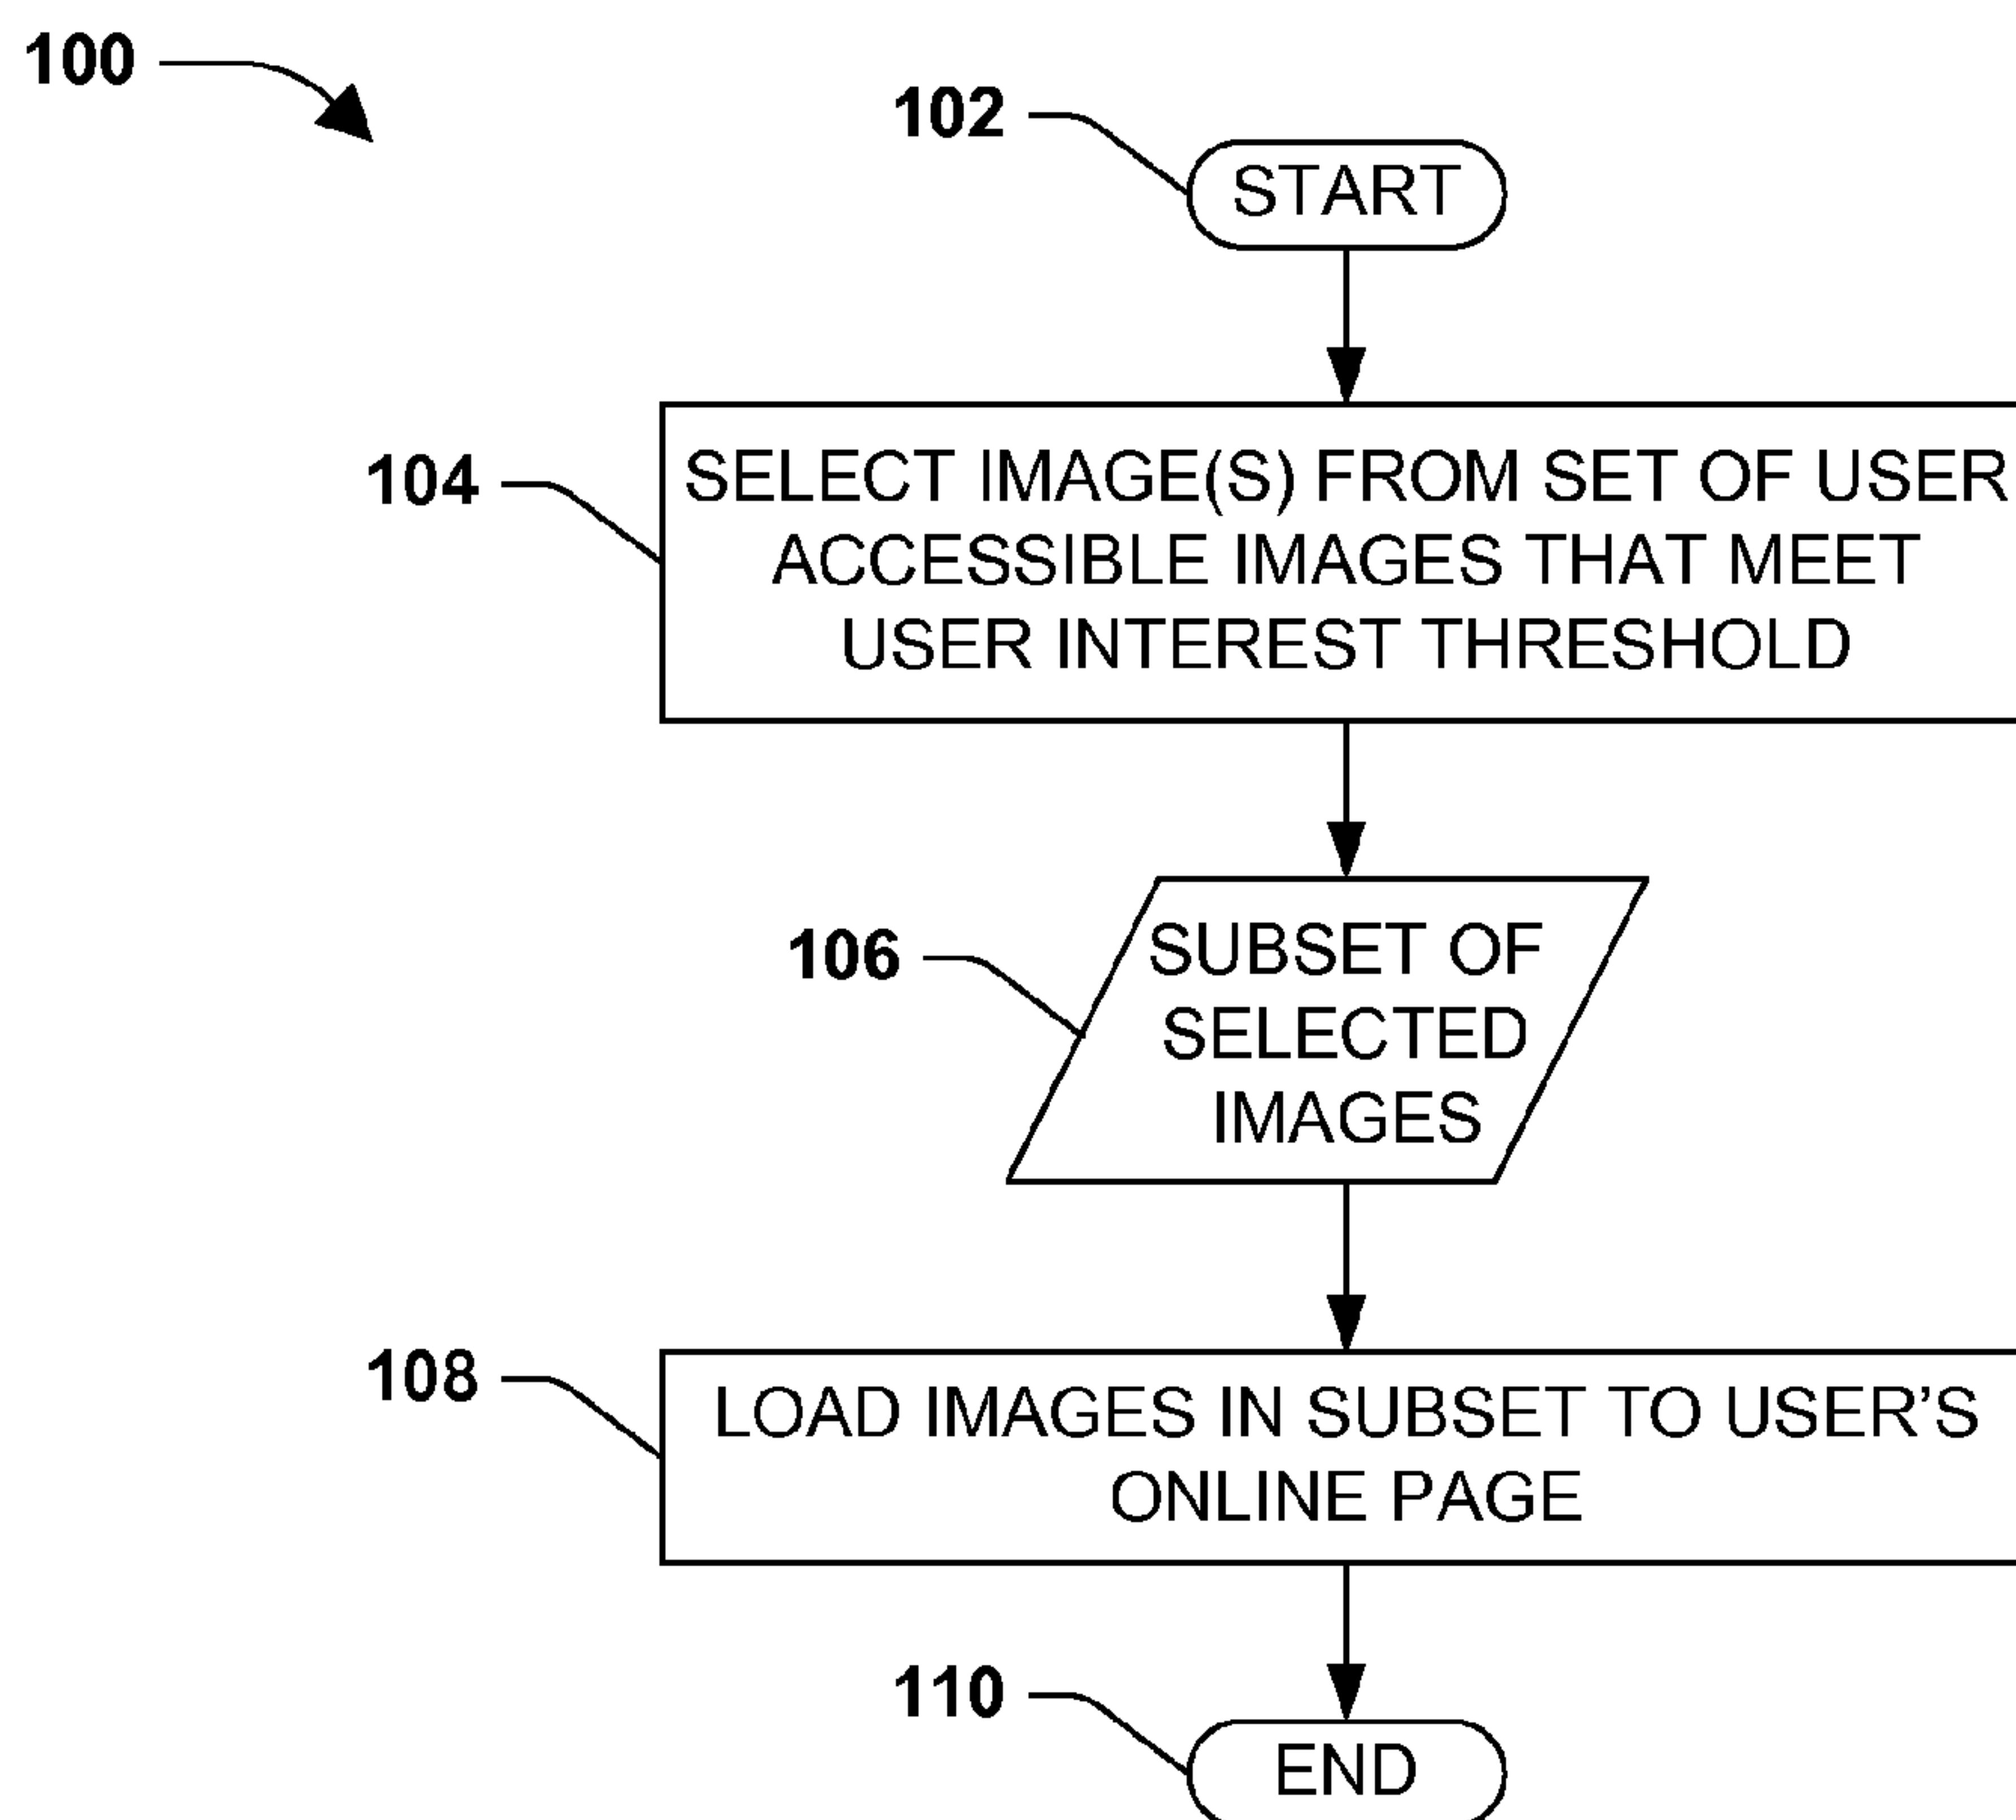 100
102
START
104
SELECT IMAGE(S) FROM SET OF USER
ACCESSIBLE IMAGES THAT MEET
USER INTEREST THRESHOLD
106
SUBSET OF
SELECTED
IMAGES
108
LOAD IMAGES IN SUBSET TO USER’S
ONLINE PAGE
110
END